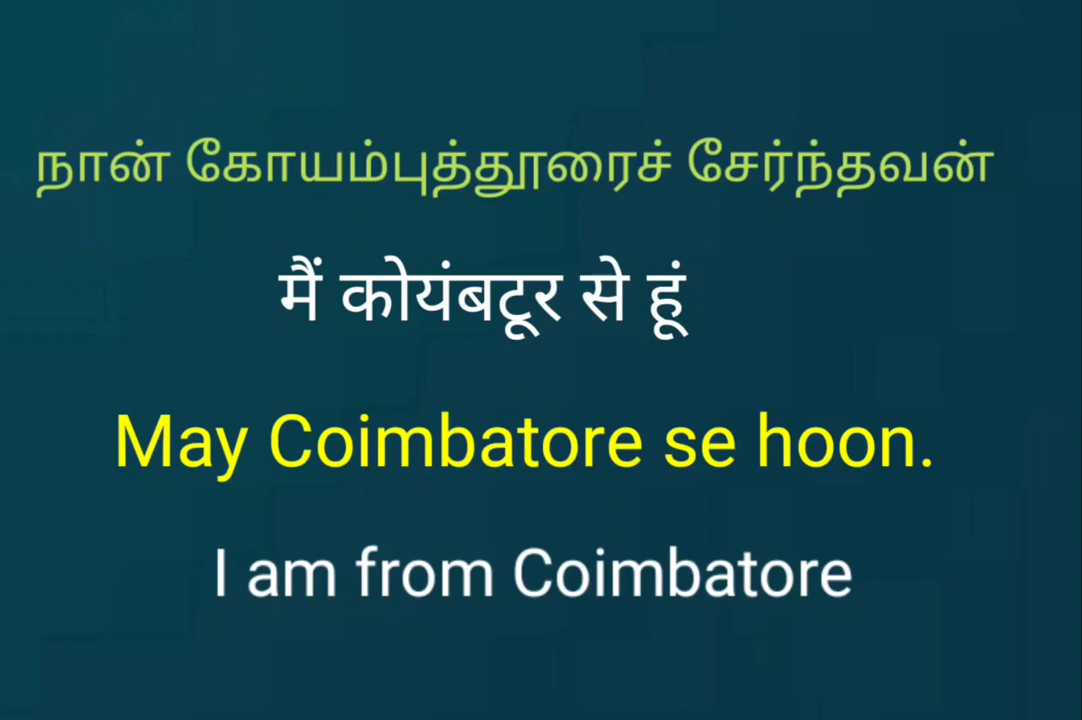 நான் கோயம்புத்தூரைச் சேர்ந்தவன்
मैं कोयंबटूर से हूं
May Coimbatore se hoon.
I am from Coimbatore